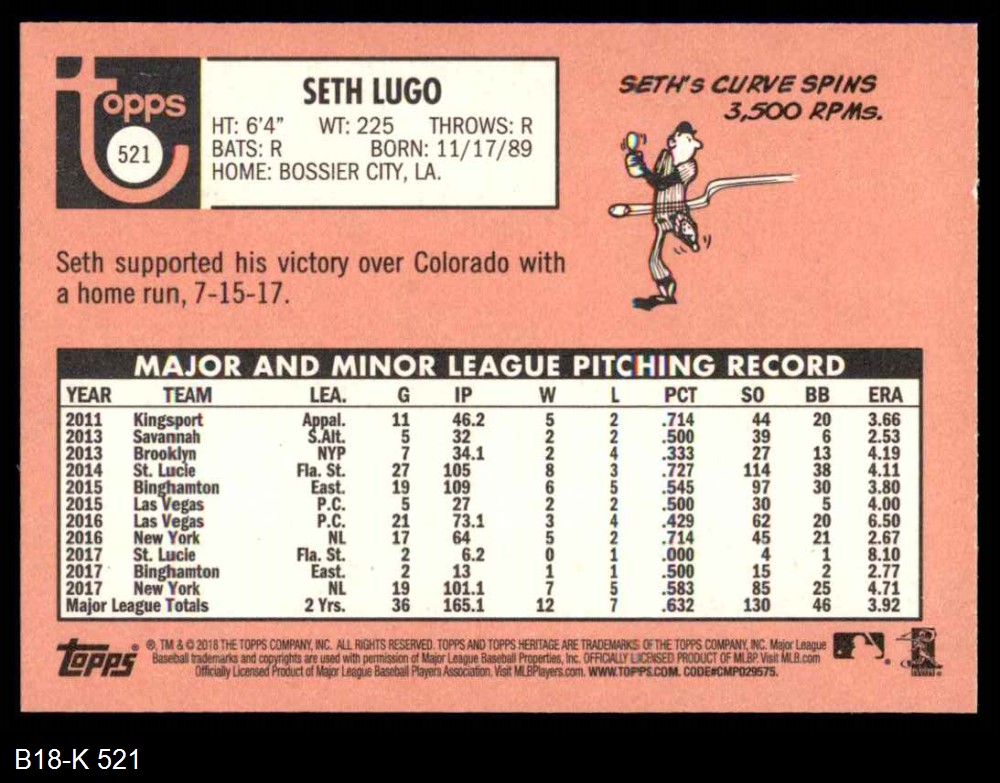 topps
521
SETH LUGO
HT: 6'4" WT: 225 THROWS: R
BATS: R BORN: 11/17/89
HOME: BOSSIER CITY, LA.
SETH'S CURVE SPINS
3,500 RPMs.
Seth supported his victory over Colorado with
a home run, 7-15-17.
MAJOR AND MINOR LEAGUE PITCHING RECORD
YEAR TEAM LEA. G IP W L PCT SO BB ERA
2011 Kingsport Appal. 11 46.2 5 2 .714 44 20 3.66
2013 Savannah S.Alt. 5 32 2 2 .500 39 6 2.53
2013 Brooklyn NYP 7 34.1 2 4 .333 27 13 4.19
2014 St. Lucie Fla. St. 27 105 8 3 .727 114 38 4.11
2015 Binghamton East. 19 109 6 5 .545 97 30 3.80
2015 Las Vegas P.C. 5 27 2 2 .500 30 5 4.00
2016 Las Vegas P.C. 21 73.1 3 4 .429 62 20 6.50
2016 New York NL 17 64 5 2 .714 45 21 2.67
2017 St. Lucie Fla. St. 2 6.2 0 1 .000 4 1 8.10
2017 Binghamton East. 2 13 1 1 .500 15 2 2.77
2017 New York NL 19 101.1 7 5 .583 85 25 4.71
Major League Totals 2 Yrs. 36 165.1 12 7 .632 130 46 3.92
topps ®, TM & © 2018 THE TOPPS COMPANY, INC. ALL RIGHTS RESERVED. TOPPS AND TOPPS HERITAGE ARE TRADEMARKS OF THE TOPPS COMPANY, INC. Major League
Baseball trademarks and copyrights are used with permission of Major League Baseball Properties, Inc. OFFICIALLY LICENSED PRODUCT OF MLBP. Visit MLB.com
Officially Licensed Product of Major League Baseball Players Association. Visit MLBPlayers.com. WWW.TOPPS.COM. CODE#CMP029575.
B18-K 521